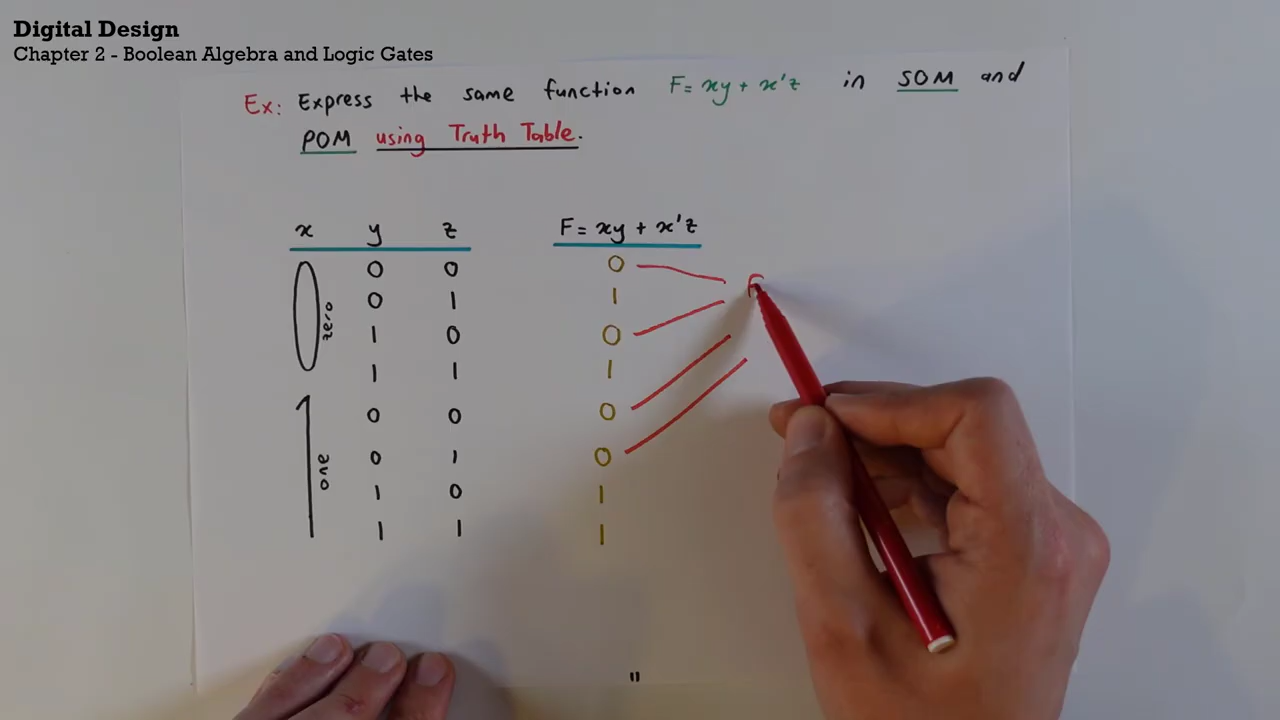 Digital Design
Chapter 2 - Boolean Algebra and Logic Gates
Ex: Express the same function F = xy + x'z in SOM and
POM using Truth Table.
x y z F = xy + x'z
0 0 0
0 1 1
zero 1 0 0
1 1 1
0 0 0
one 0 1 0
1 0 1
1 1 1
11